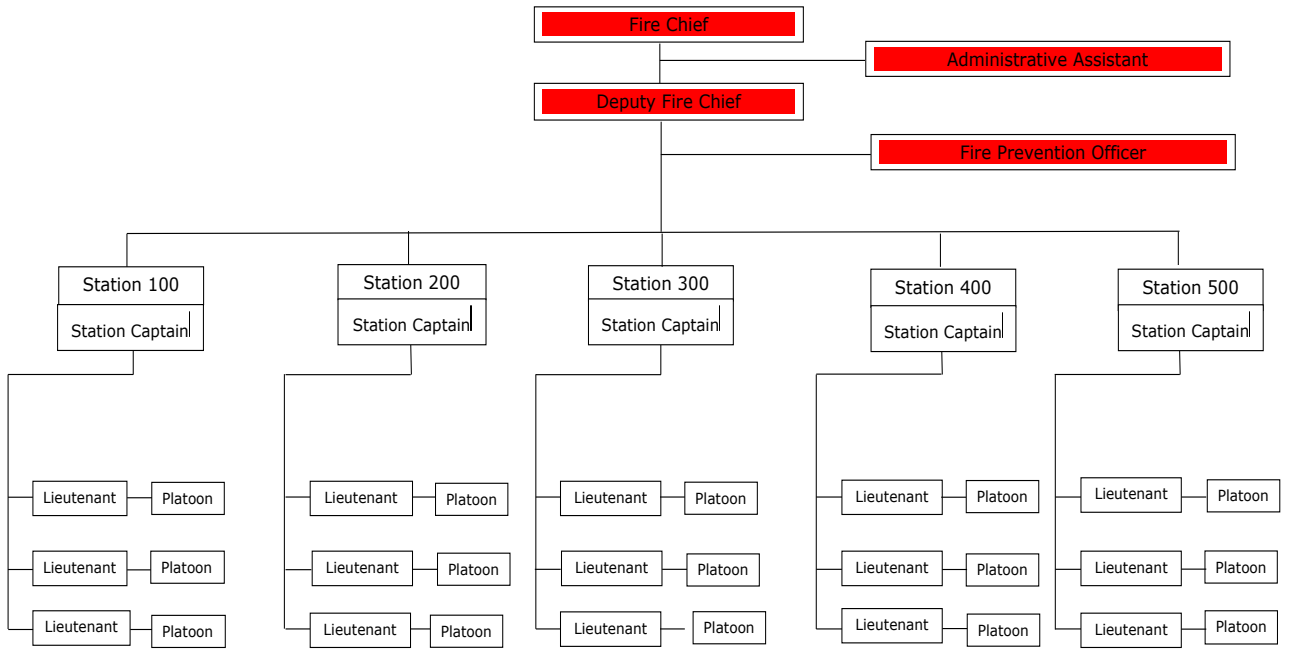 Fire Chief
Administrative Assistant
Deputy Fire Chief
Fire Prevention Officer
Station 100
Station Captain
Station 200
Station Captain
Station 300
Station Captain
Station 400
Station Captain
Station 500
Station Captain
Lieutenant
Platoon
Lieutenant
Platoon
Lieutenant
Platoon
Lieutenant
Platoon
Lieutenant
Platoon
Lieutenant
Platoon
Lieutenant
Platoon
Lieutenant
Platoon
Lieutenant
Platoon
Lieutenant
Platoon
Lieutenant
Platoon
Lieutenant
Platoon
Lieutenant
Platoon
Lieutenant
Platoon
Lieutenant
Platoon